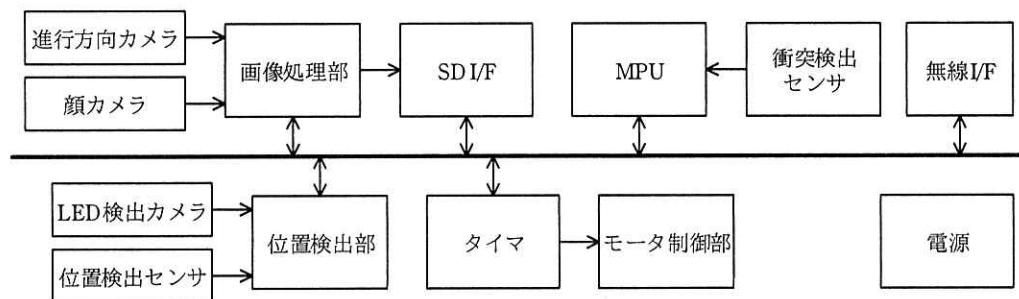 進行方向カメラ
顔カメラ
画像処理部
SD I/F
MPU
衝突検出
センサ
無線I/F
LED検出カメラ
位置検出センサ
位置検出部
タイマ
モータ制御部
電源